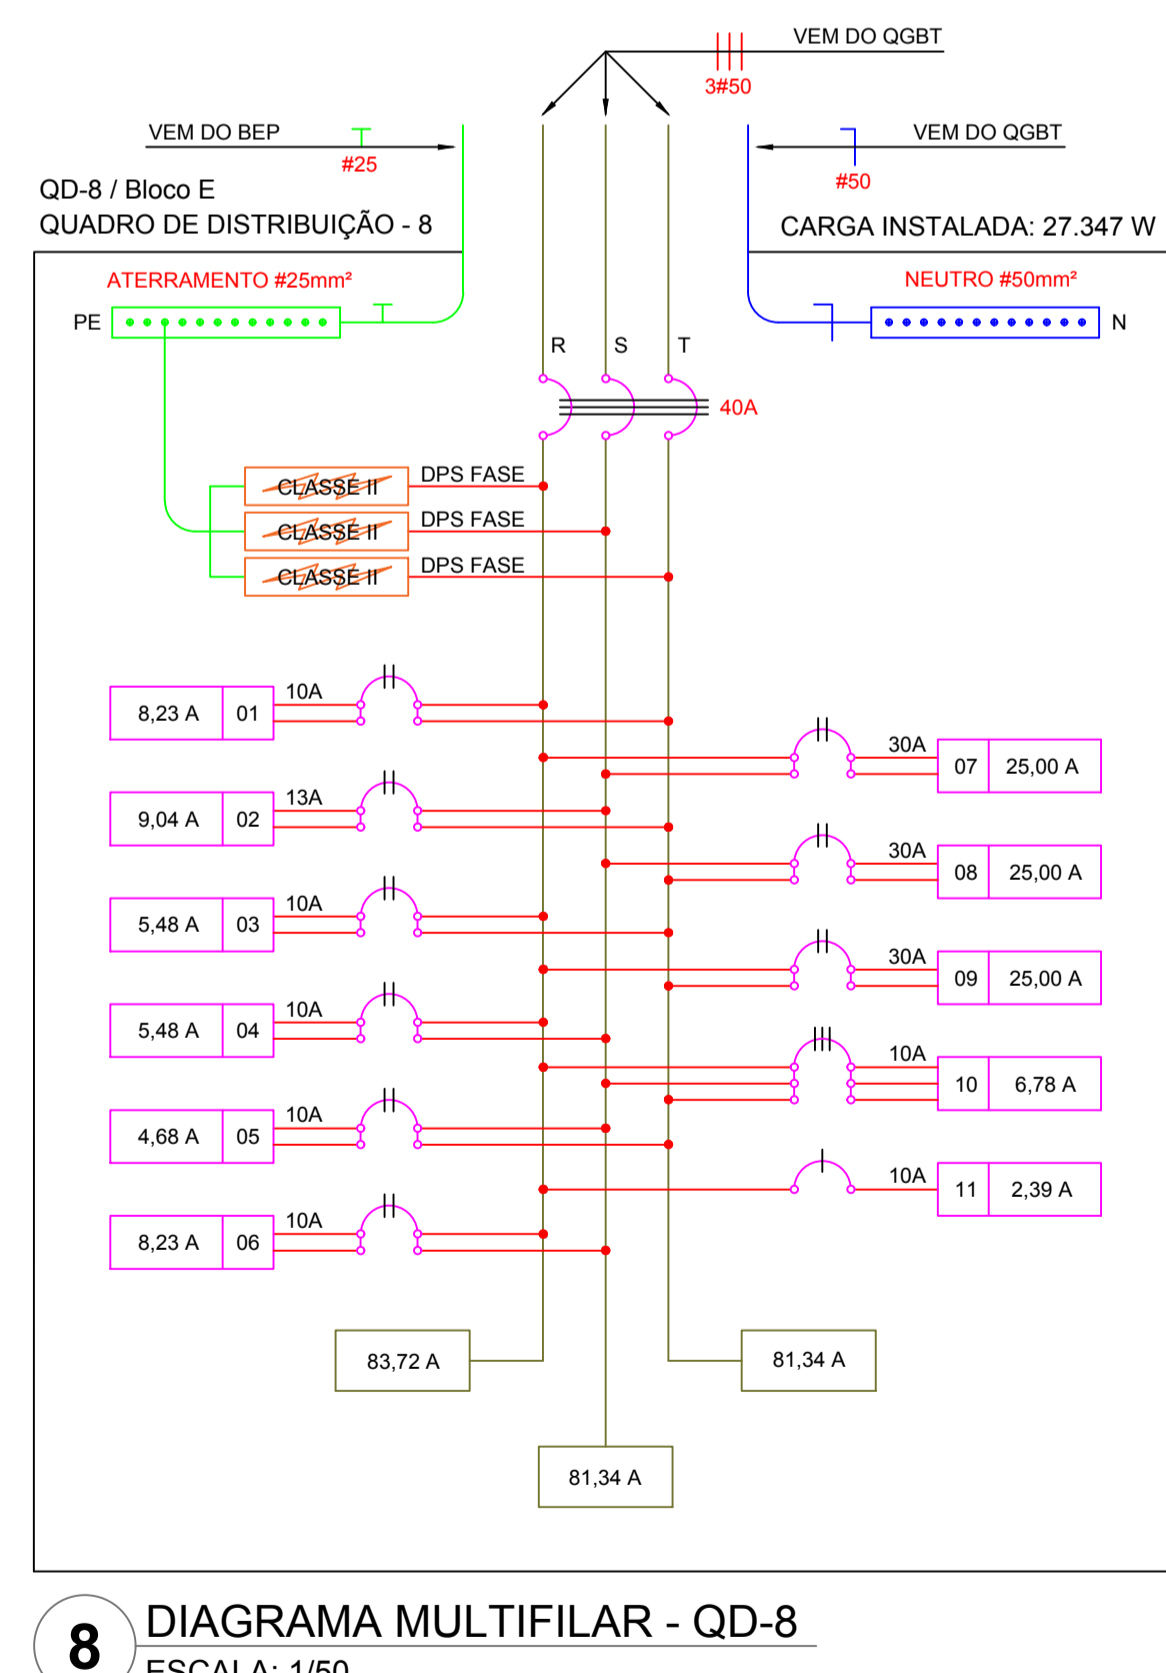 VEM DO QGBT
3#50
VEM DO BEP
#25
VEM DO QGBT
#50
QD-8 / Bloco E
QUADRO DE DISTRIBUIÇÃO - 8
CARGA INSTALADA: 27.347 W
ATERRAMENTO #25mm²
NEUTRO #50mm²
PE
N
R S T
40A
CLASSE II DPS FASE
CLASSE II DPS FASE
CLASSE II DPS FASE
8,23 A 01 10A
30A 07 25,00 A
9,04 A 02 13A
30A 08 25,00 A
5,48 A 03 10A
30A 09 25,00 A
5,48 A 04 10A
10A 10 6,78 A
4,68 A 05 10A
10A 11 2,39 A
8,23 A 06 10A
83,72 A
81,34 A
81,34 A
8 DIAGRAMA MULTIFILAR - QD-8
ESCALA: 1/50